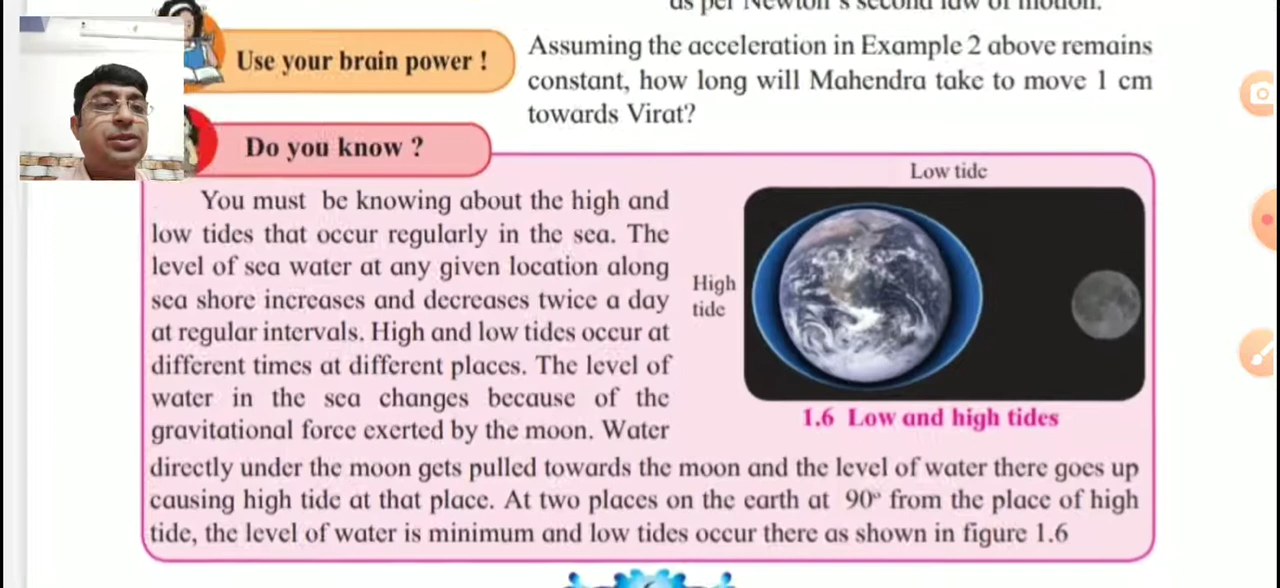 as per Newton's second law of motion.
Use your brain power !
Assuming the acceleration in Example 2 above remains
constant, how long will Mahendra take to move 1 cm
towards Virat?
Do you know ?
You must be knowing about the high and
low tides that occur regularly in the sea. The
level of sea water at any given location along
sea shore increases and decreases twice a day
at regular intervals. High and low tides occur at
different times at different places. The level of
water in the sea changes because of the
gravitational force exerted by the moon. Water
directly under the moon gets pulled towards the moon and the level of water there goes up
causing high tide at that place. At two places on the earth at 90° from the place of high
tide, the level of water is minimum and low tides occur there as shown in figure 1.6
Low tide
High
tide
1.6 Low and high tides